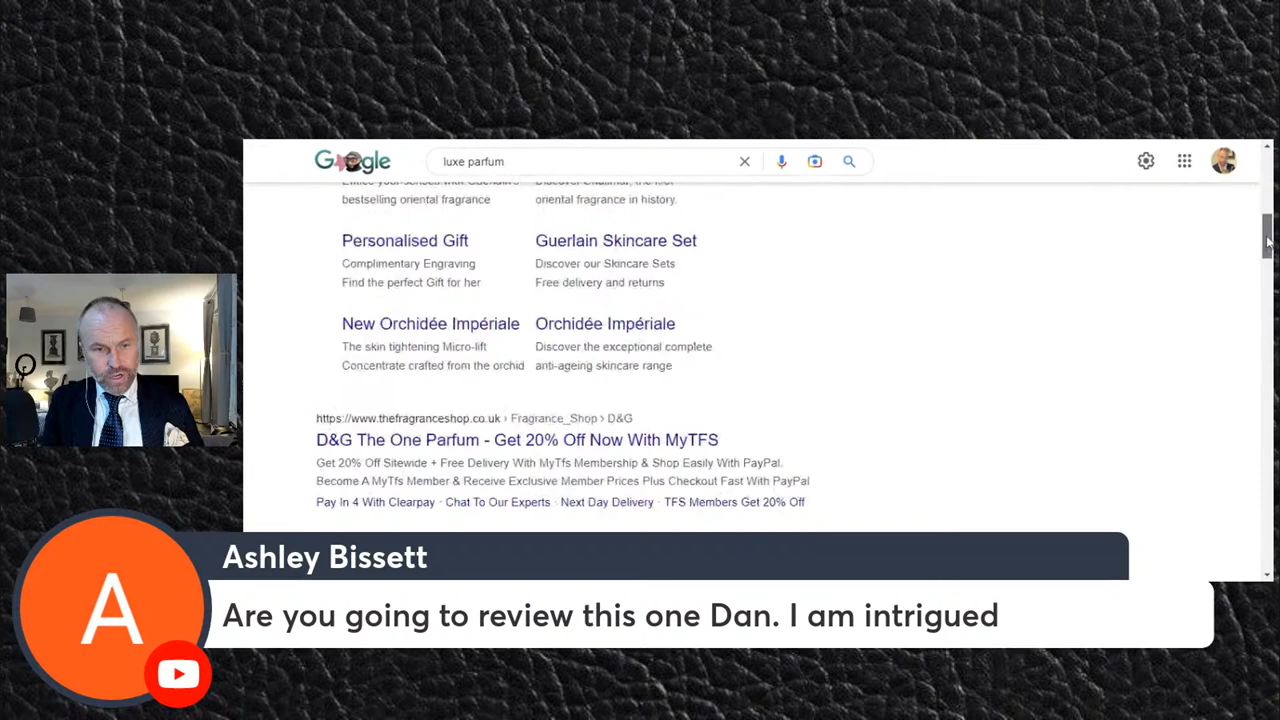 Google
luxe parfum
bestselling oriental fragrance
oriental fragrance in history.
Personalised Gift
Complimentary Engraving
Find the perfect Gift for her
Guerlain Skincare Set
Discover our Skincare Sets
Free delivery and returns
New Orchidée Impériale
The skin tightening Micro-lift
Concentrate crafted from the orchid
Orchidée Impériale
Discover the exceptional complete
anti-ageing skincare range
https://www.thefragranceshop.co.uk › Fragrance_Shop › D&G
D&G The One Parfum - Get 20% Off Now With MyTFS
Get 20% Off Sitewide + Free Delivery With MyTfs Membership & Shop Easily With PayPal.
Become A MyTfs Member & Receive Exclusive Member Prices Plus Checkout Fast With PayPal
Pay In 4 With Clearpay · Chat To Our Experts · Next Day Delivery · TFS Members Get 20% Off
A
Ashley Bissett
Are you going to review this one Dan. I am intrigued